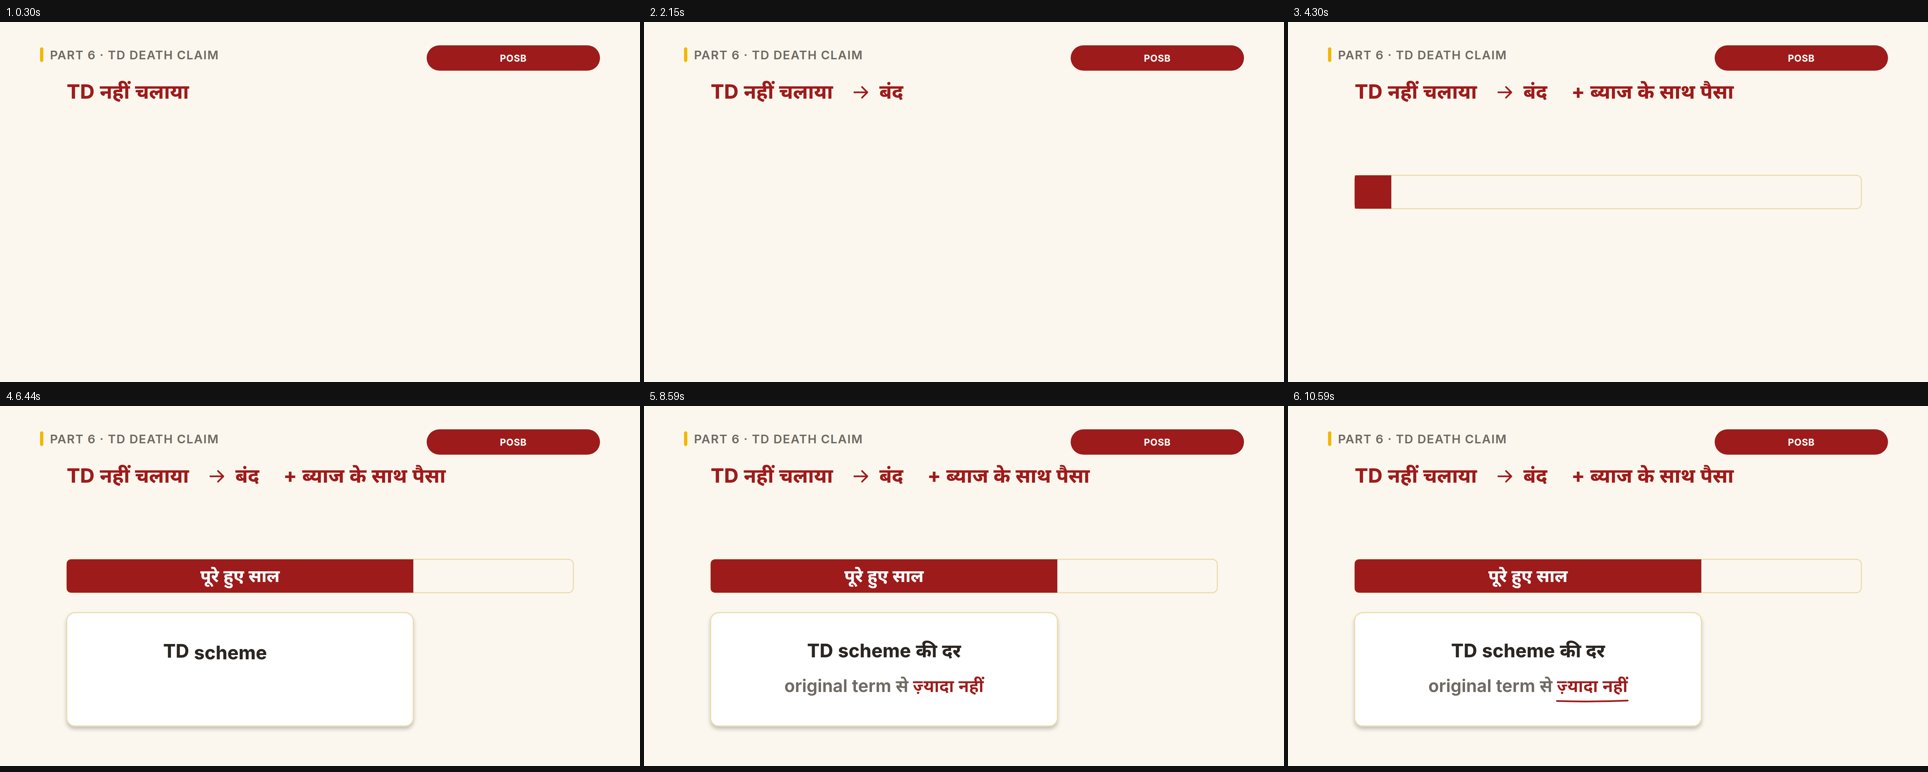 1. 0.30s
PART 6 · TD DEATH CLAIM
POSB
TD नहीं चलाया
2. 2.15s
PART 6 · TD DEATH CLAIM
POSB
TD नहीं चलाया → बंद
3. 4.30s
PART 6 · TD DEATH CLAIM
POSB
TD नहीं चलाया → बंद + ब्याज के साथ पैसा
4. 6.44s
PART 6 · TD DEATH CLAIM
POSB
TD नहीं चलाया → बंद + ब्याज के साथ पैसा
पूरे हुए साल
TD scheme
5. 8.59s
PART 6 · TD DEATH CLAIM
POSB
TD नहीं चलाया → बंद + ब्याज के साथ पैसा
पूरे हुए साल
TD scheme की दर
original term से ज़्यादा नहीं
6. 10.59s
PART 6 · TD DEATH CLAIM
POSB
TD नहीं चलाया → बंद + ब्याज के साथ पैसा
पूरे हुए साल
TD scheme की दर
original term से ज़्यादा नहीं